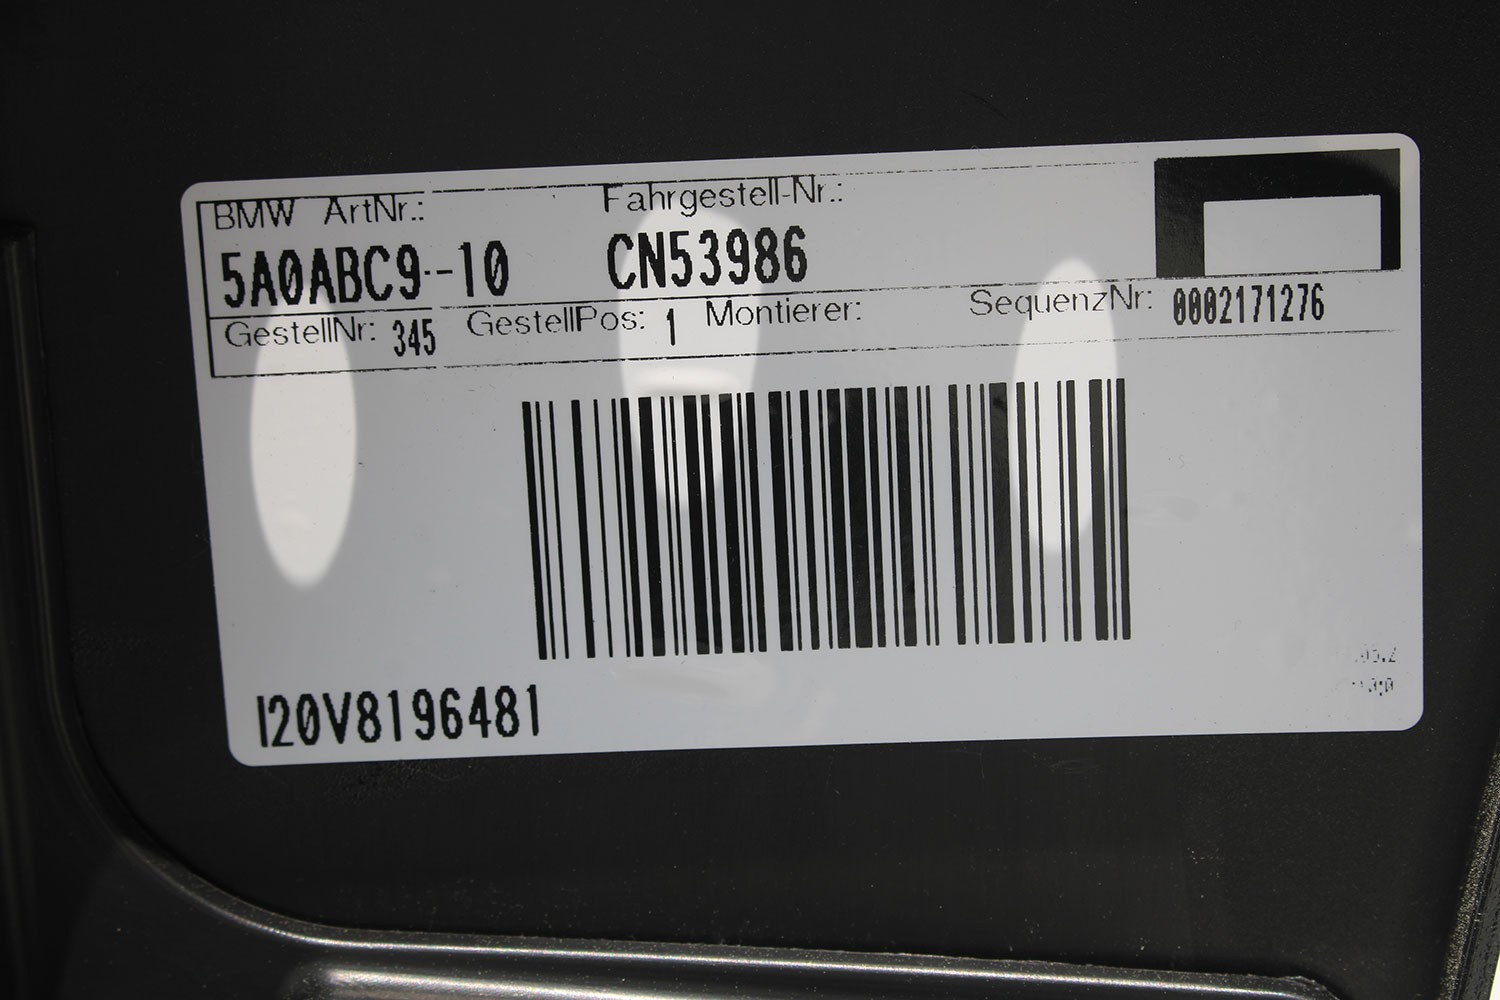 BMW ArtNr.: Fahrgestell-Nr.:
5A0ABC9--10 CN53986
GestellNr: 345 GestellPos: 1 Montierer: SequenzNr: 0002171276
I20V8196481